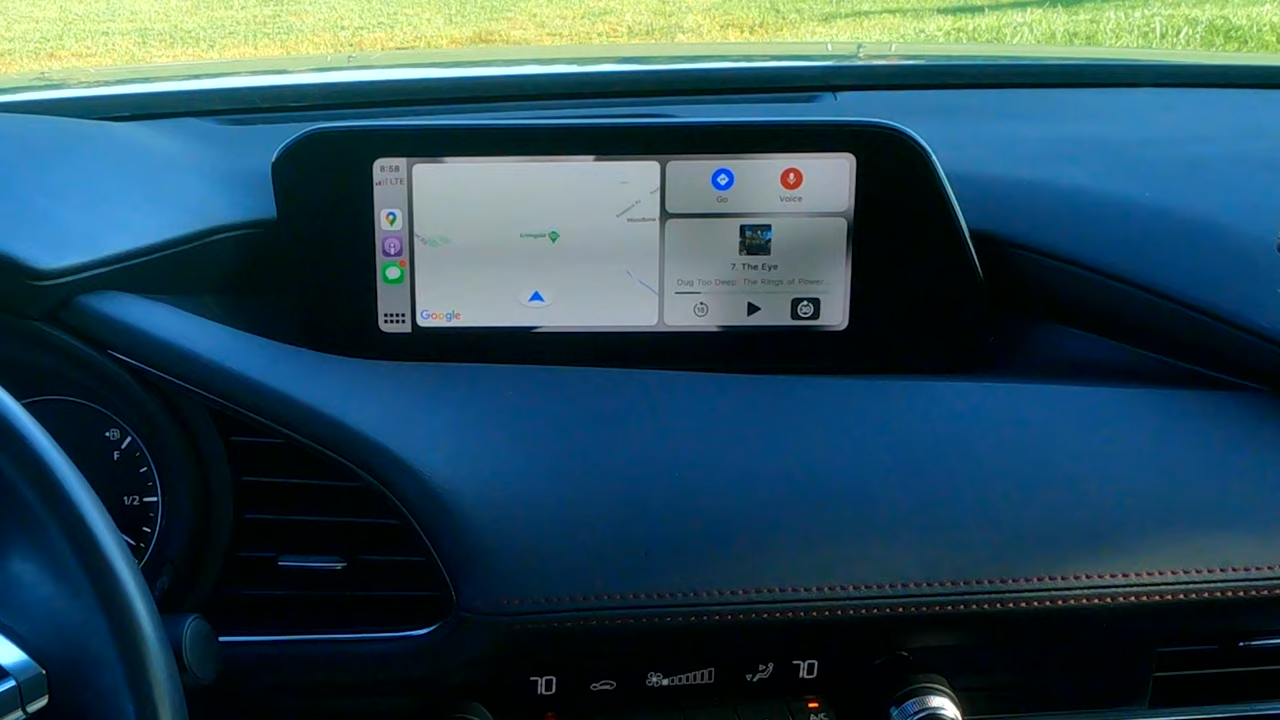 8:58
LTE
Woodbine
Google
Go
Voice
7. The Eye
Dug Too Deep: The Rings of Power...
15
30
F
1/2
70
70